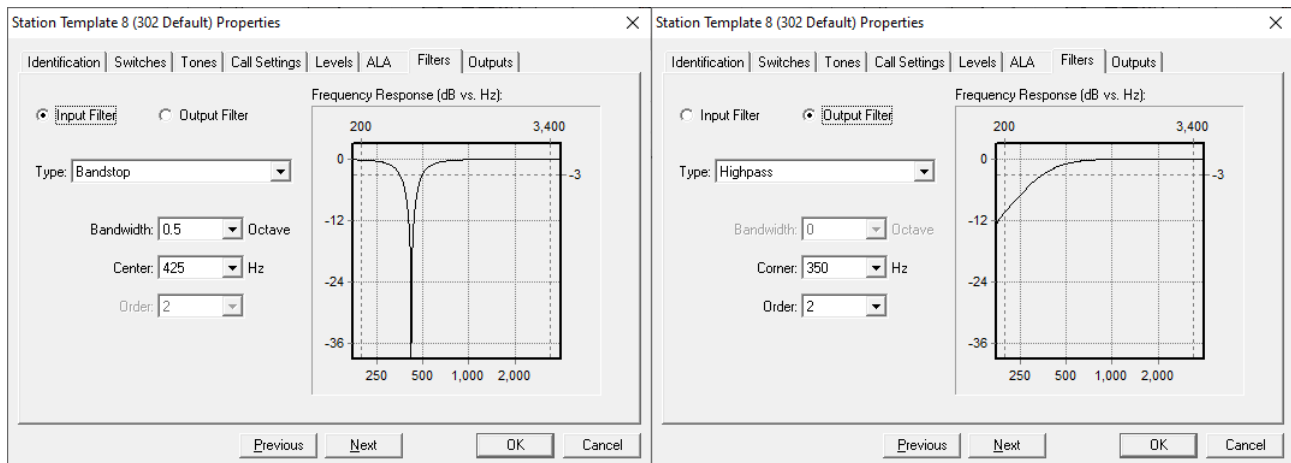 Station Template 8 (302 Default) Properties
Identification Switches Tones Call Settings Levels ALA Filters Outputs
Input Filter Output Filter
Type: Bandstop
Bandwidth: 0.5 Octave
Center: 425 Hz
Order: 2
Frequency Response (dB vs. Hz):
200 3,400
0
-3
-12
-24
-36
250 500 1,000 2,000
Previous Next OK Cancel
Station Template 8 (302 Default) Properties
Identification Switches Tones Call Settings Levels ALA Filters Outputs
Input Filter Output Filter
Type: Highpass
Bandwidth: 0 Octave
Corner: 350 Hz
Order: 2
Frequency Response (dB vs. Hz):
200 3,400
0
-3
-12
-24
-36
250 500 1,000 2,000
Previous Next OK Cancel